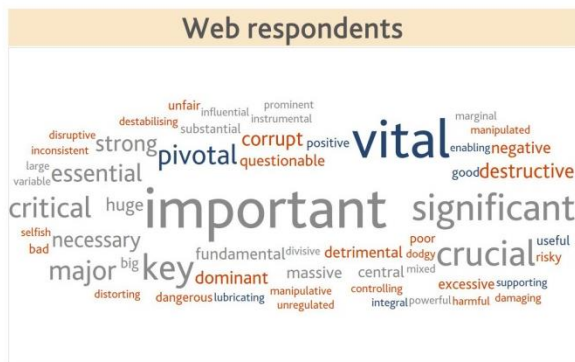 Web respondents
unfair influential prominent
destabilising substantial instrumental
marginal
disruptive strong corrupt positive vital manipulated
inconsistent pivotal questionable enabling negative
large essential good destructive
variable
critical huge important significant
selfish necessary fundamental divisive detrimental poor crucial useful
bad dodgy risky
major big key dominant massive central mixed
distorting dangerous lubricating manipulative controlling excessive supporting
unregulated integral powerful harmful damaging